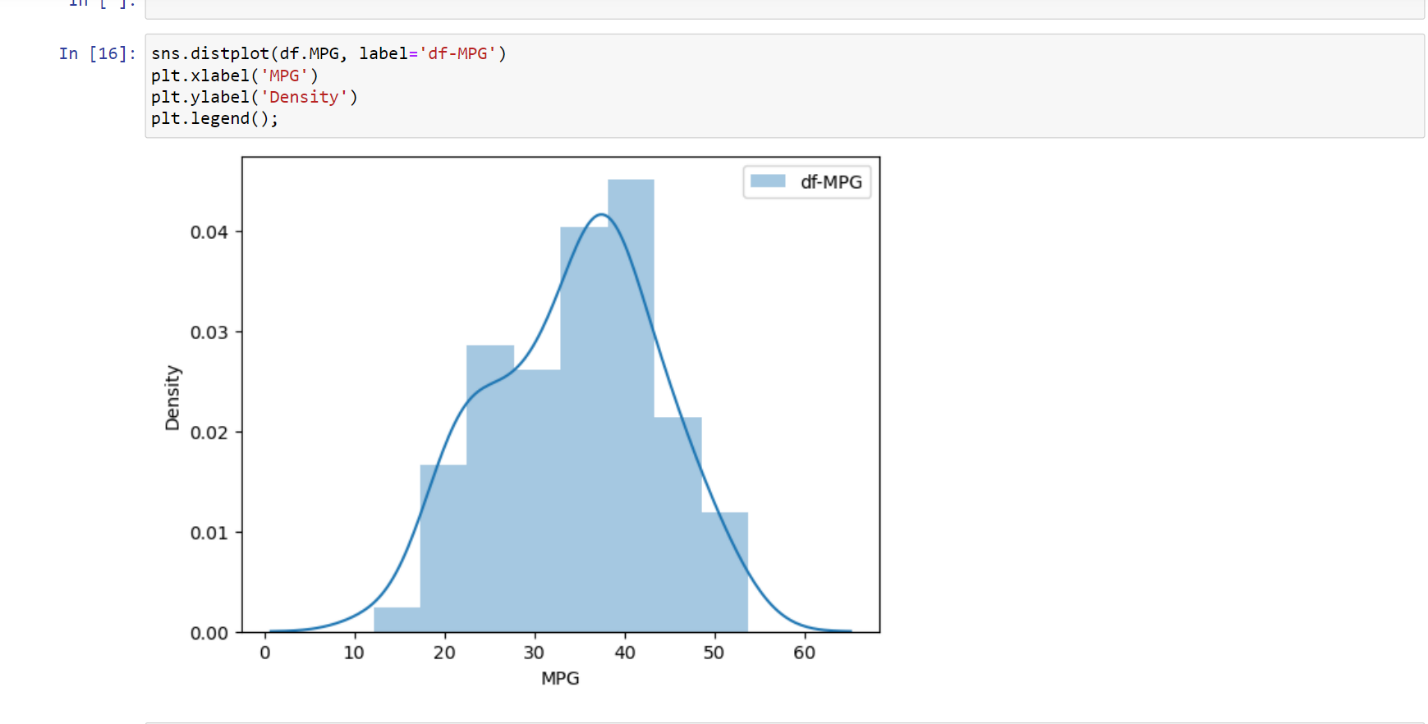 In [ ]:
In [16]: sns.distplot(df.MPG, label='df-MPG')
plt.xlabel('MPG')
plt.ylabel('Density')
plt.legend();
df-MPG
0.04
0.03
0.02
0.01
0.00
Density
0 10 20 30 40 50 60
MPG